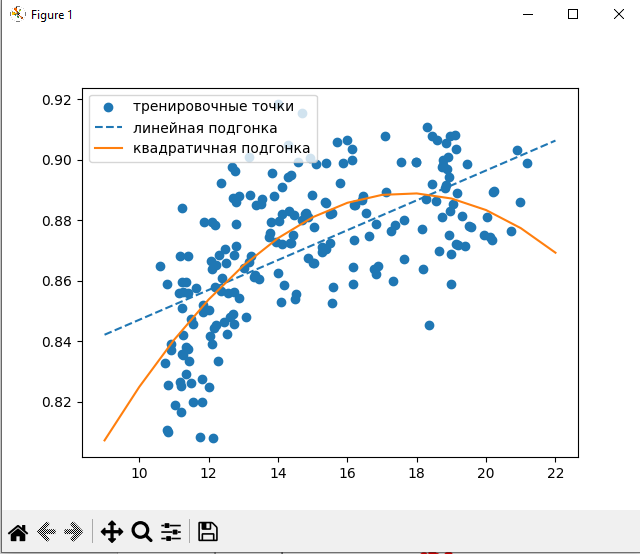 Figure 1
тренировочные точки
линейная подгонка
квадратичная подгонка
0.92
0.90
0.88
0.86
0.84
0.82
10 12 14 16 18 20 22